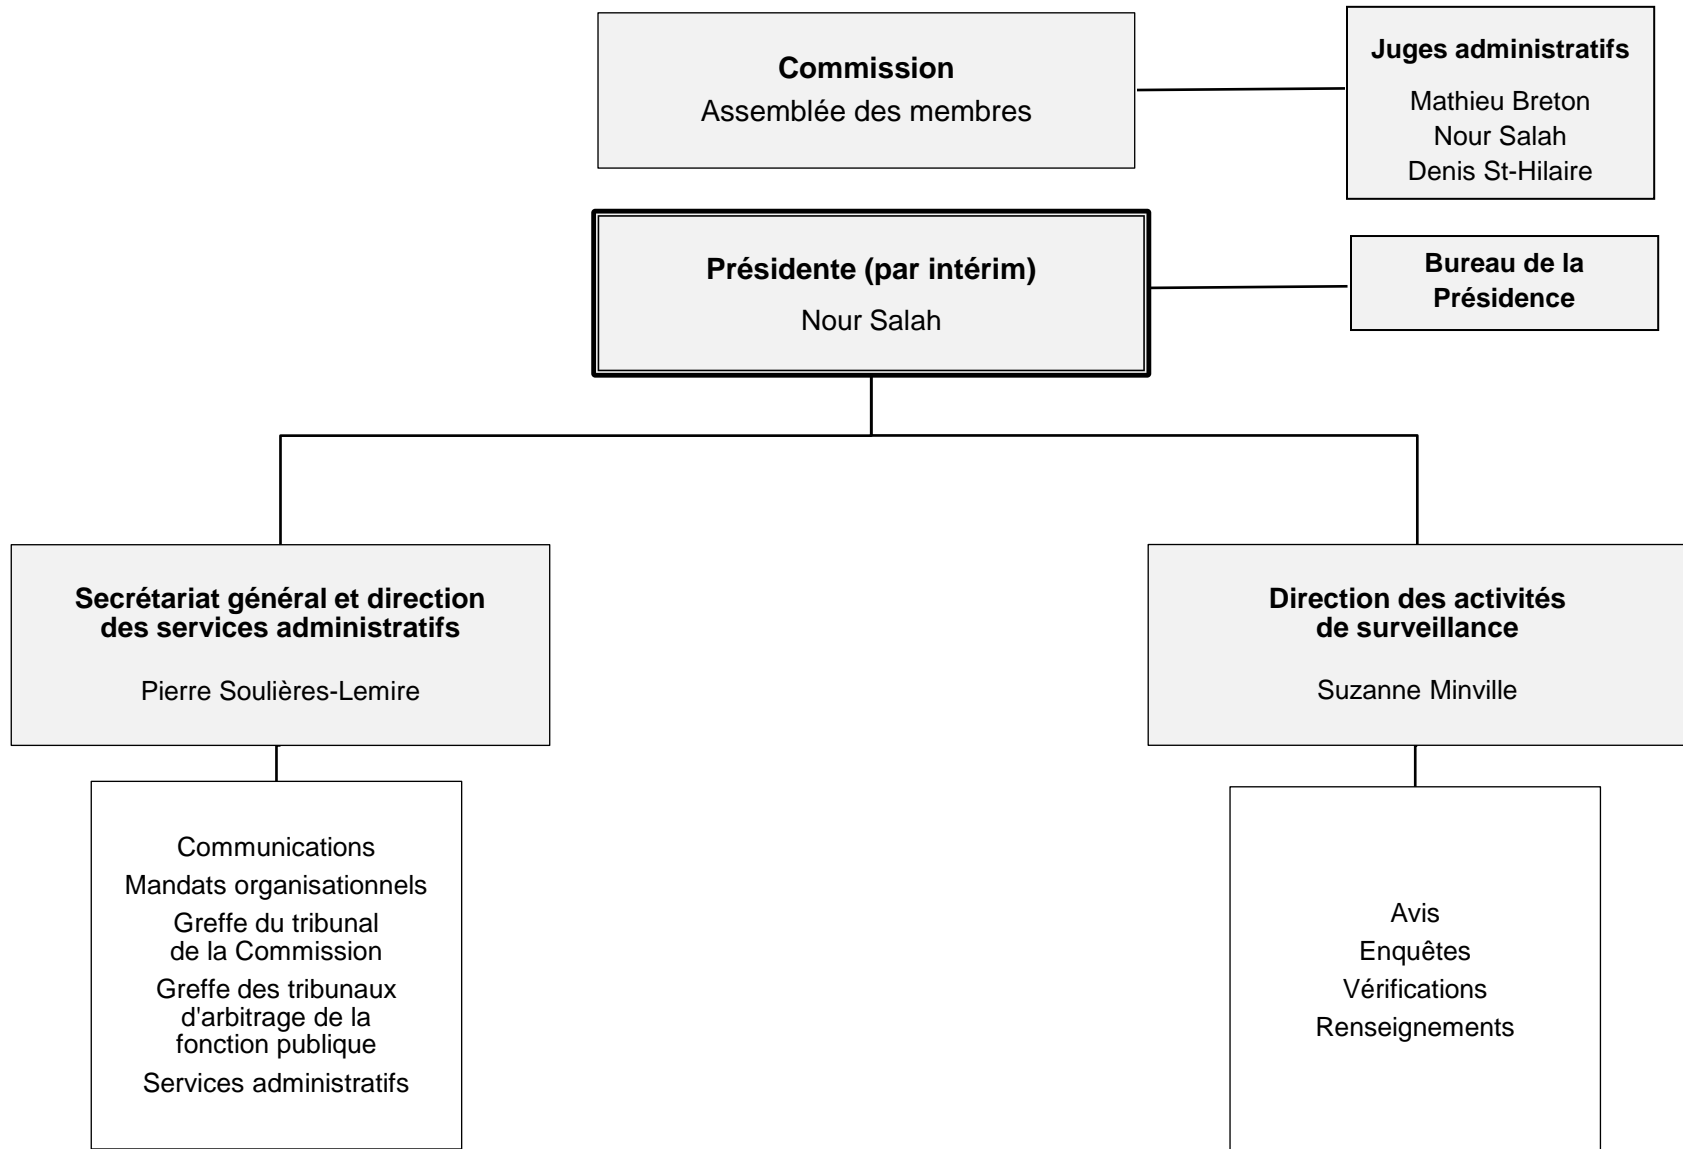 Commission
Assemblée des membres
Juges administratifs
Mathieu Breton
Nour Salah
Denis St-Hilaire
Présidente (par intérim)
Nour Salah
Bureau de la
Présidence
Secrétariat général et direction
des services administratifs
Pierre Soulières-Lemire
Direction des activités
de surveillance
Suzanne Minville
Communications
Mandats organisationnels
Greffe du tribunal
de la Commission
Greffe des tribunaux
d'arbitrage de la
fonction publique
Services administratifs
Avis
Enquêtes
Vérifications
Renseignements